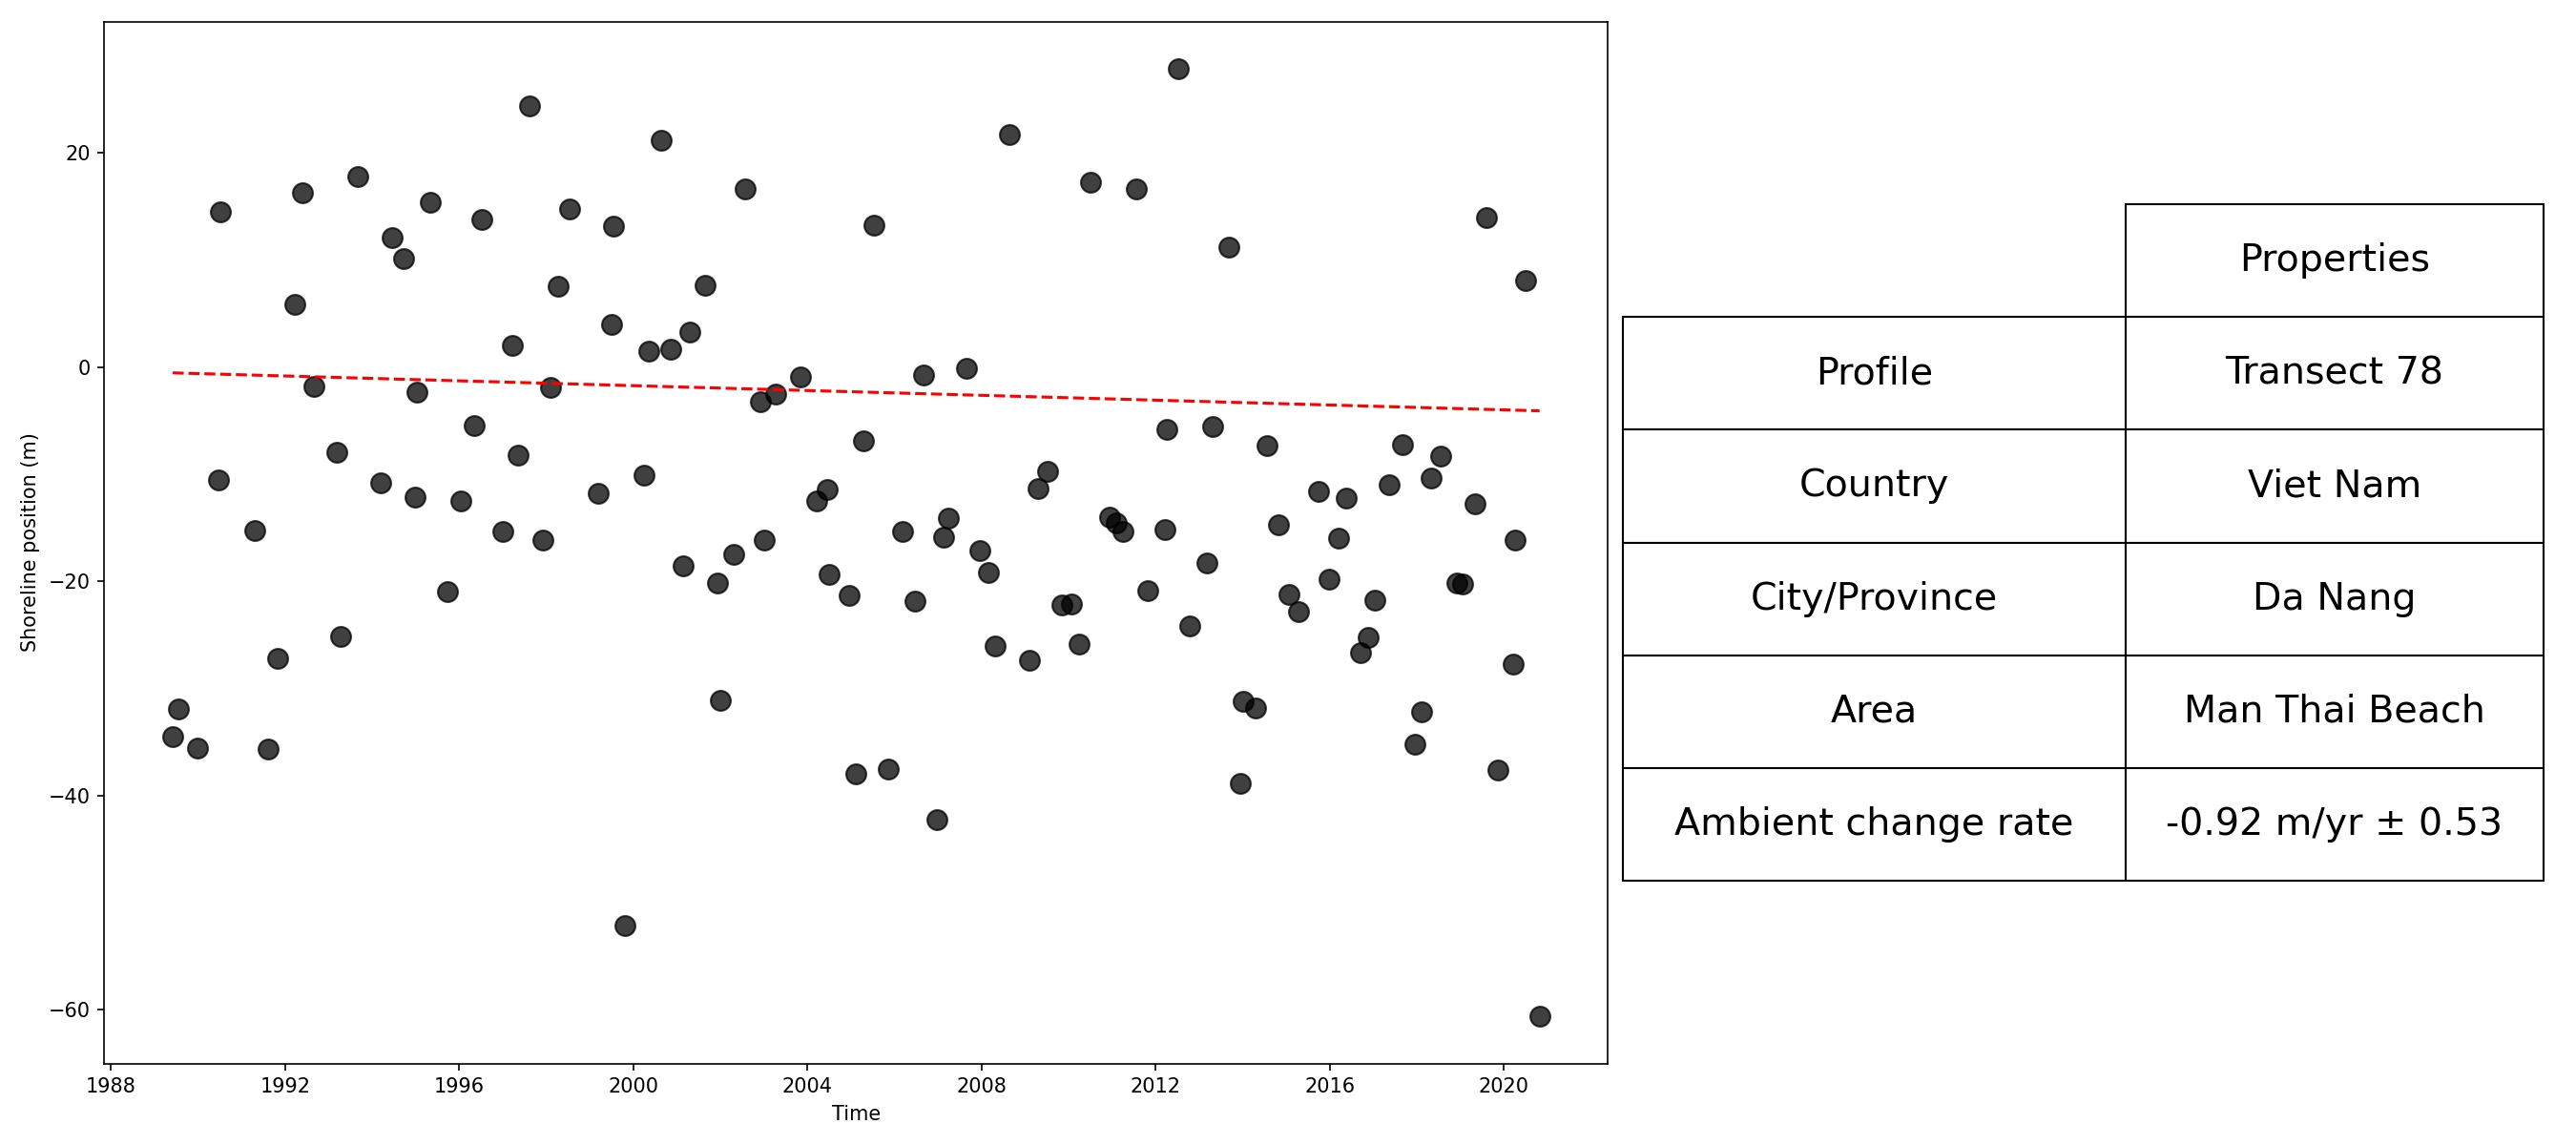 20
0
−20
−40
−60
Shoreline position (m)
1988 1992 1996 2000 2004 2008 2012 2016 2020
Time
Properties
Profile Transect 78
Country Viet Nam
City/Province Da Nang
Area Man Thai Beach
Ambient change rate -0.92 m/yr ± 0.53